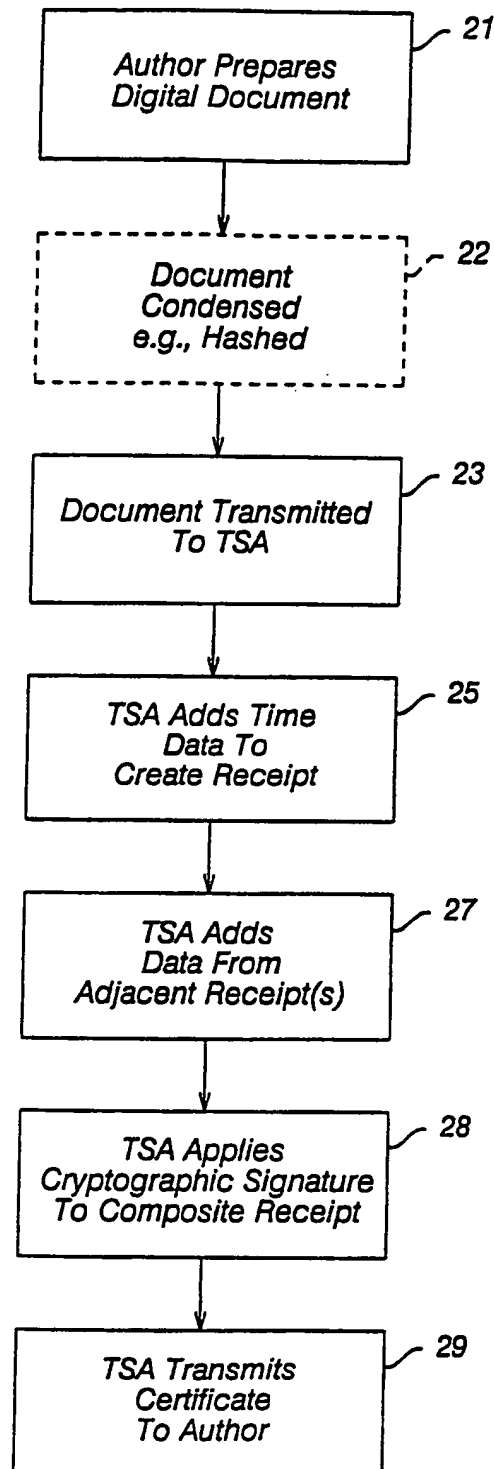 21
Author Prepares
Digital Document
22
Document
Condensed
e.g., Hashed
23
Document Transmitted
To TSA
25
TSA Adds Time
Data To
Create Receipt
27
TSA Adds
Data From
Adjacent Receipt(s)
28
TSA Applies
Cryptographic Signature
To Composite Receipt
29
TSA Transmits
Certificate
To Author